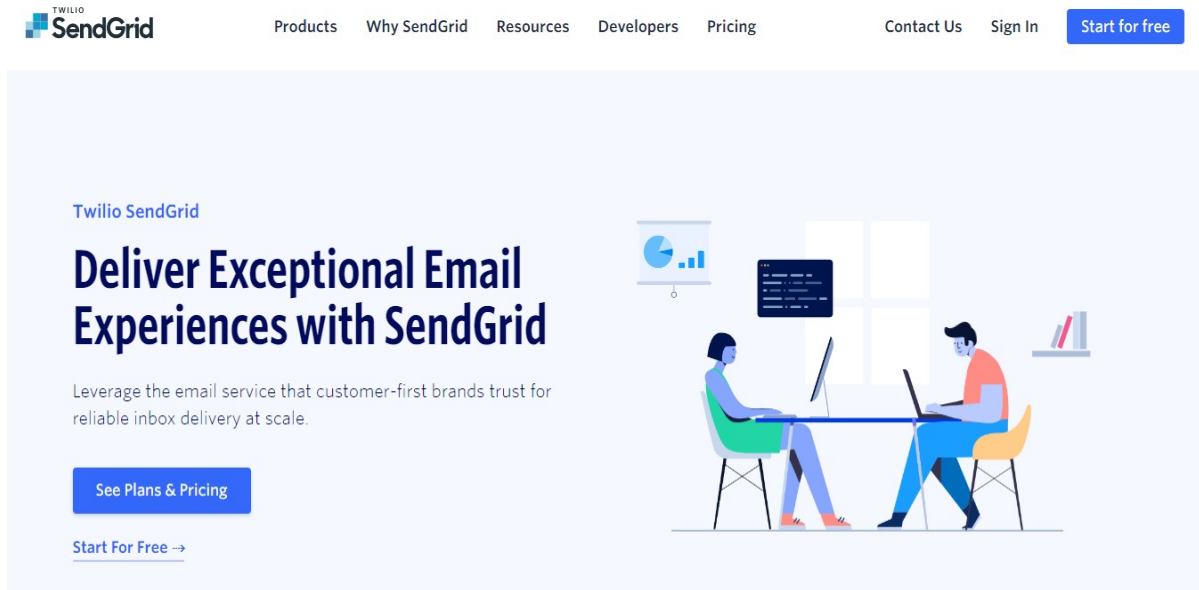 TWILIO
SendGrid
Products Why SendGrid Resources Developers Pricing Contact Us Sign In Start for free
Twilio SendGrid
Deliver Exceptional Email
Experiences with SendGrid
Leverage the email service that customer-first brands trust for
reliable inbox delivery at scale.
See Plans & Pricing
Start For Free ⇢